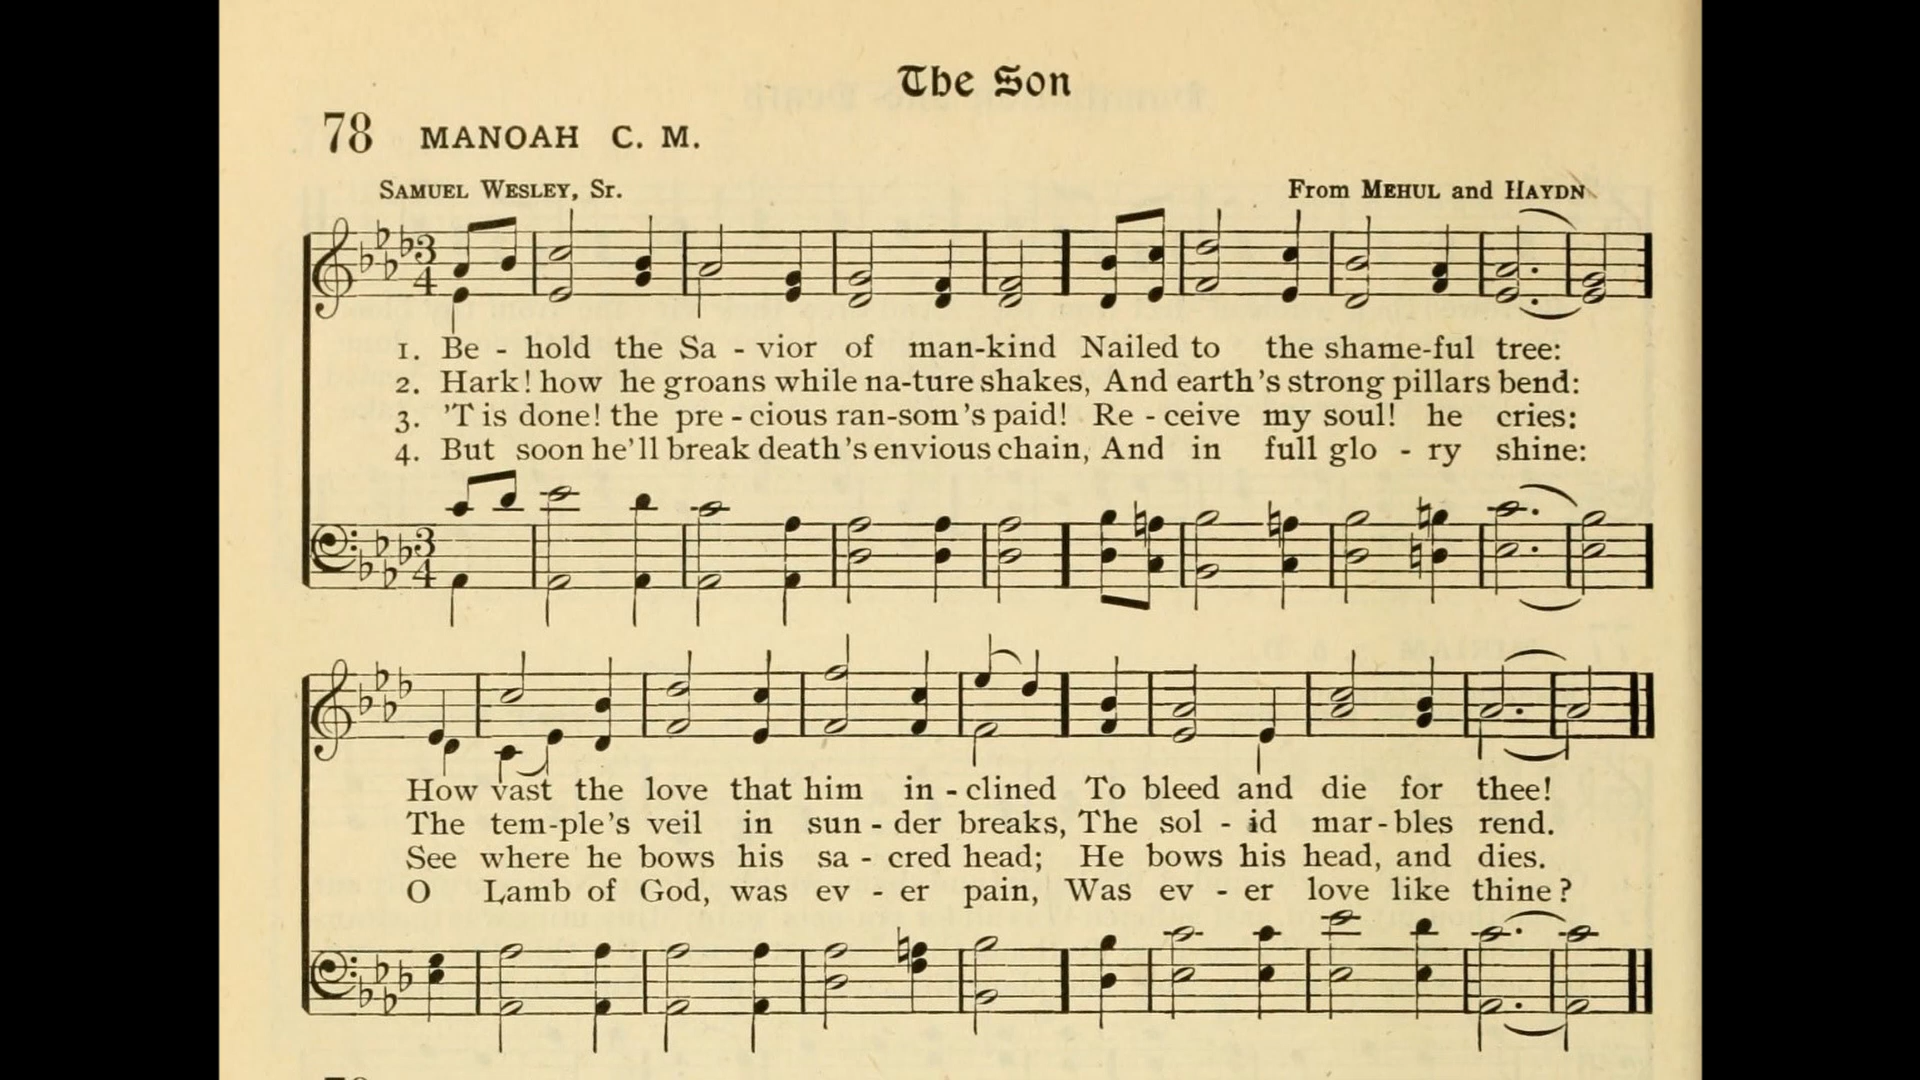 The Son
78 MANOAH C. M.
SAMUEL WESLEY, Sr. From MEHUL and HAYDN
1. Be - hold the Sa - vior of man-kind Nailed to the shame-ful tree:
2. Hark! how he groans while na-ture shakes, And earth's strong pillars bend:
3. 'T is done! the pre - cious ran-som's paid! Re - ceive my soul! he cries:
4. But soon he'll break death's envious chain, And in full glo - ry shine:
How vast the love that him in - clined To bleed and die for thee!
The tem-ple's veil in sun - der breaks, The sol - id mar-bles rend.
See where he bows his sa - cred head; He bows his head, and dies.
O Lamb of God, was ev - er pain, Was ev - er love like thine?